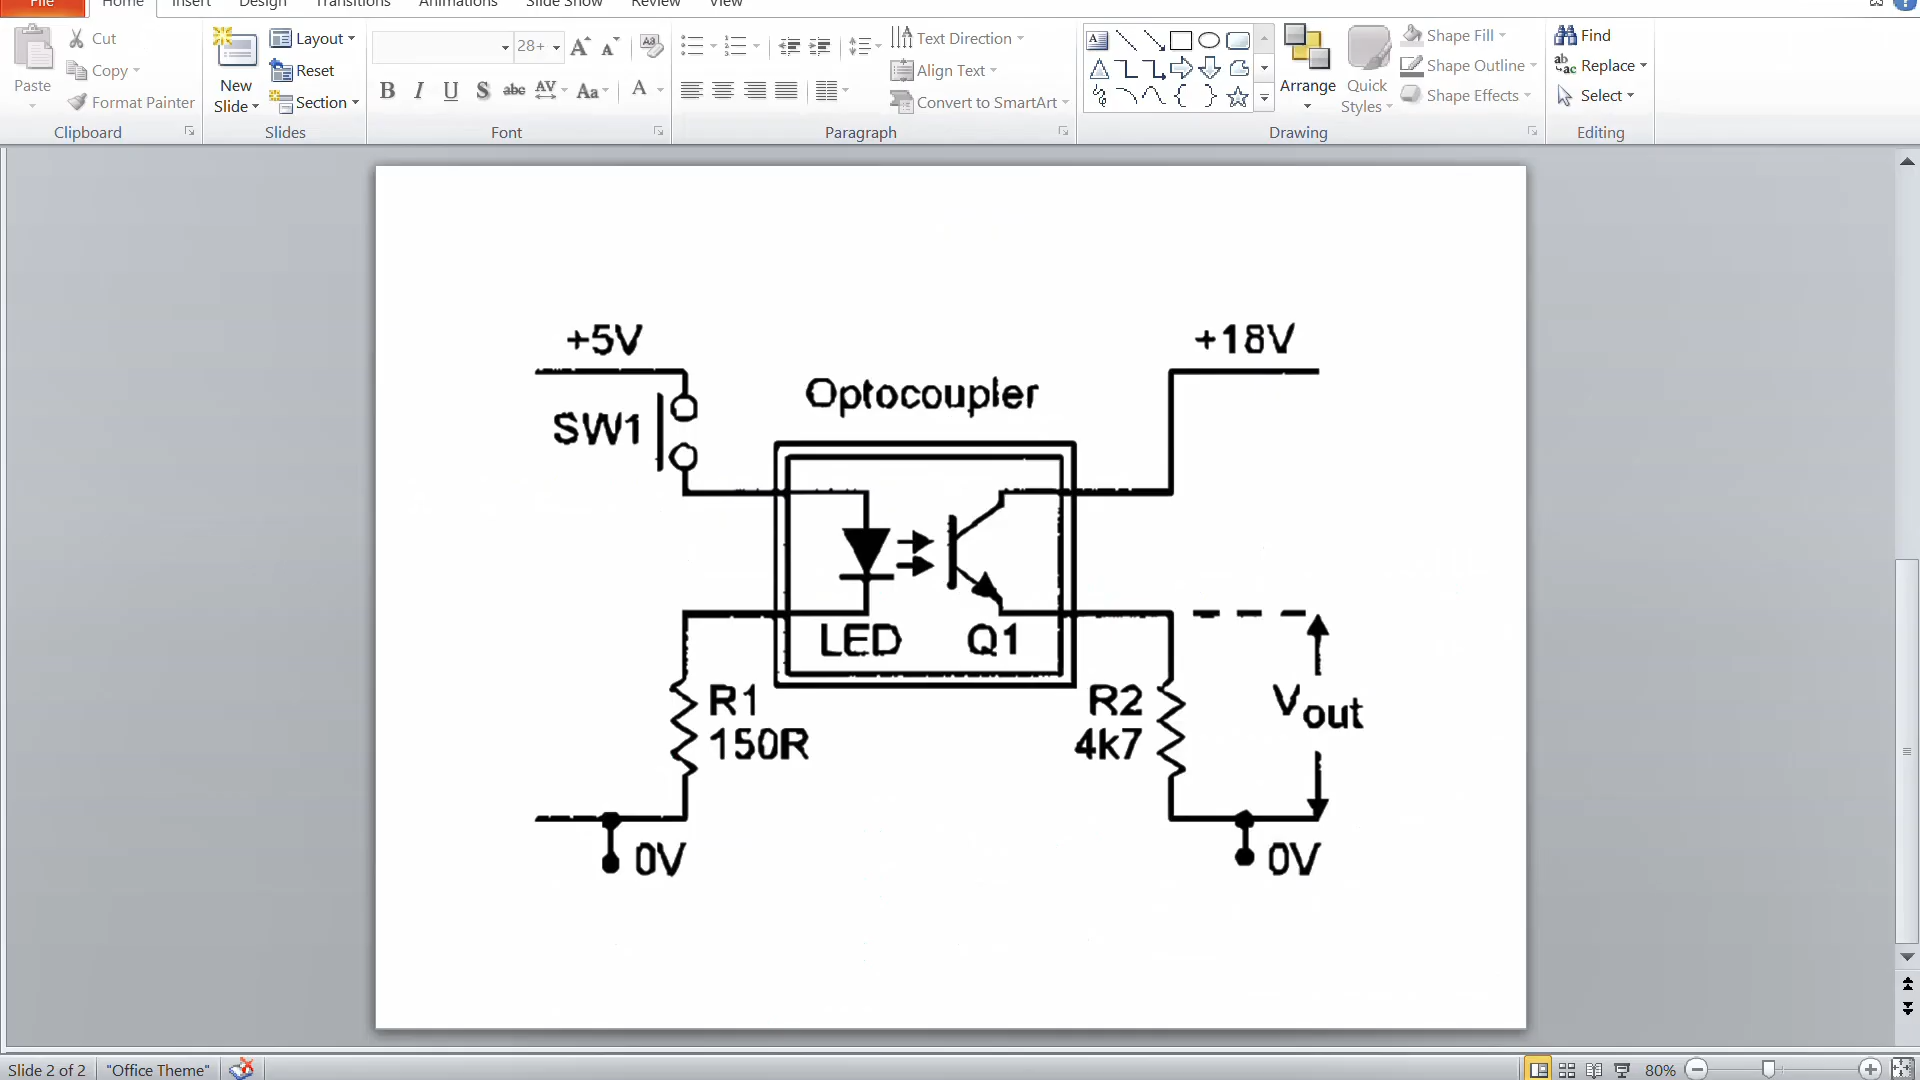 File Home Insert Design Transitions Animations Slide Show Review View
Cut
Copy
Format Painter
Paste
Clipboard
New
Slide
Layout
Reset
Section
Slides
28+
B I U S abc AV Aa A
Font
Text Direction
Align Text
Convert to SmartArt
Paragraph
Arrange
Quick
Styles
Shape Fill
Shape Outline
Shape Effects
Drawing
Find
Replace
Select
Editing
+5V
+18V
Optocoupler
SW1
LED
Q1
R1
150R
R2
4k7
Vout
0V
0V
Slide 2 of 2
"Office Theme"
80%